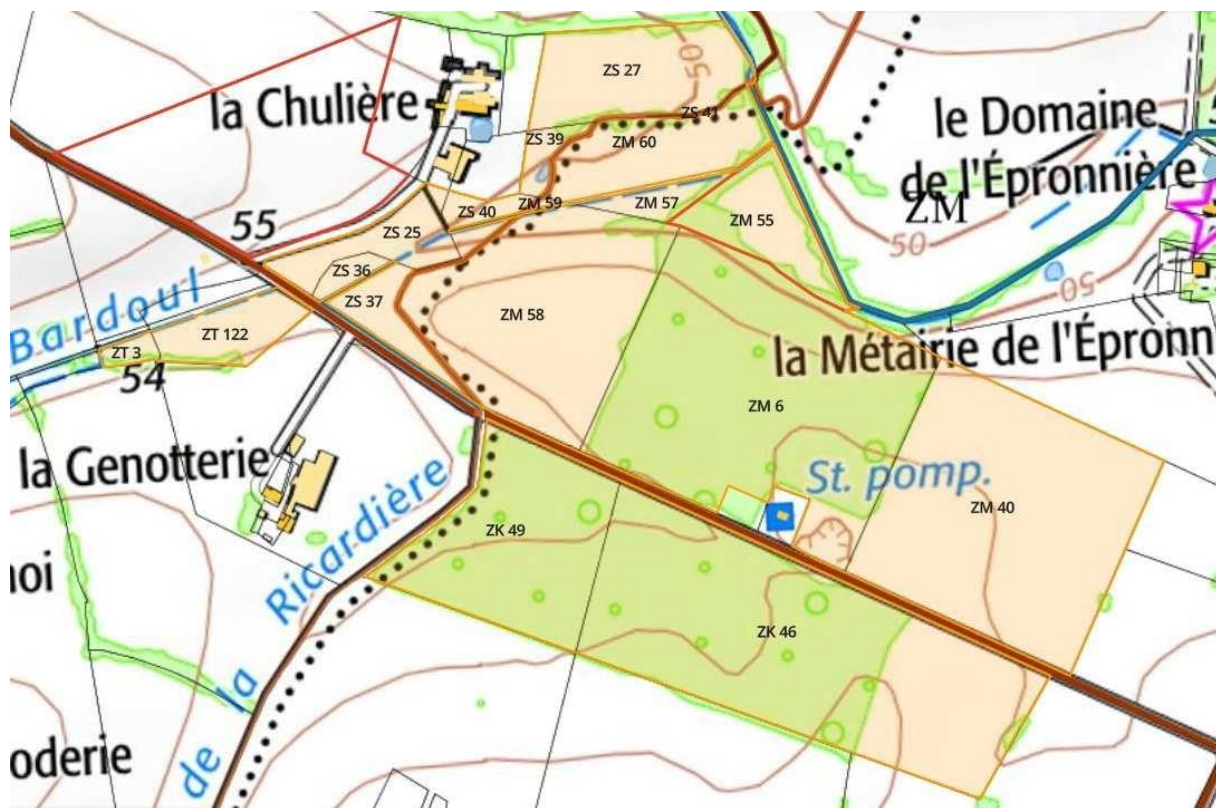 ZS 27
50
la Chulière
ZS 41
le Domaine
ZS 39
ZM 60
de l'Épronnière
ZM 59
ZM 57
ZM
ZS 40
ZM 55
55
ZS 25
50
ZS 36
50
Bardoul
ZS 37
ZM 58
ZT 122
ZT 3
la Métairie de l'Épronn
54
ZM 6
la Genotterie
St. pomp.
ZM 40
ZK 49
noi
Ricardière
ZK 46
la
oderie
de